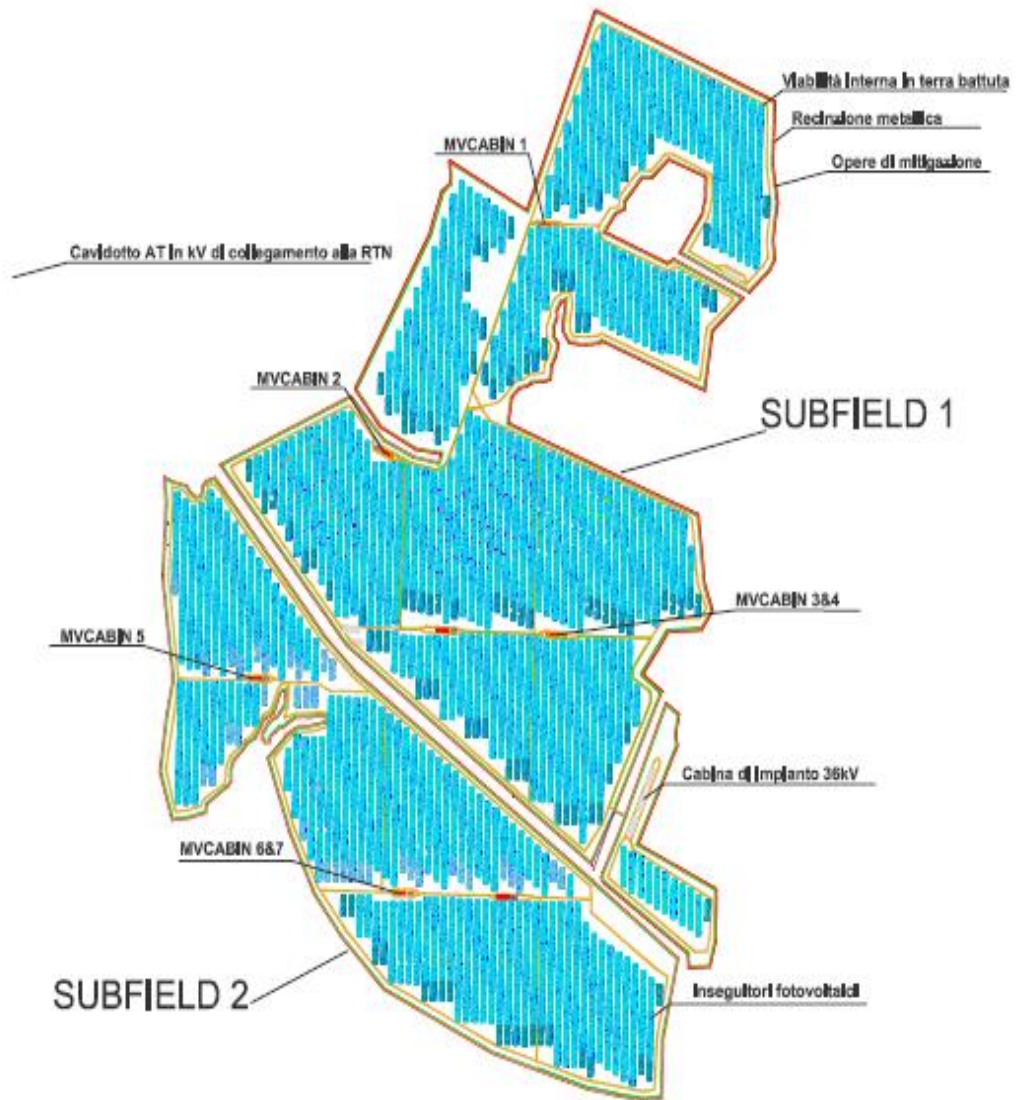 Viabilità interna in terra battuta
Recinzione metallica
MVCABIN 1
Opere di mitigazione
Cavidotto AT in kV di collegamento alla RTN
MVCABIN 2
SUBFIELD 1
MVCABIN 3&4
MVCABIN 5
Cabina di impianto 36kV
MVCABIN 6&7
SUBFIELD 2
Inseguitori fotovoltaici